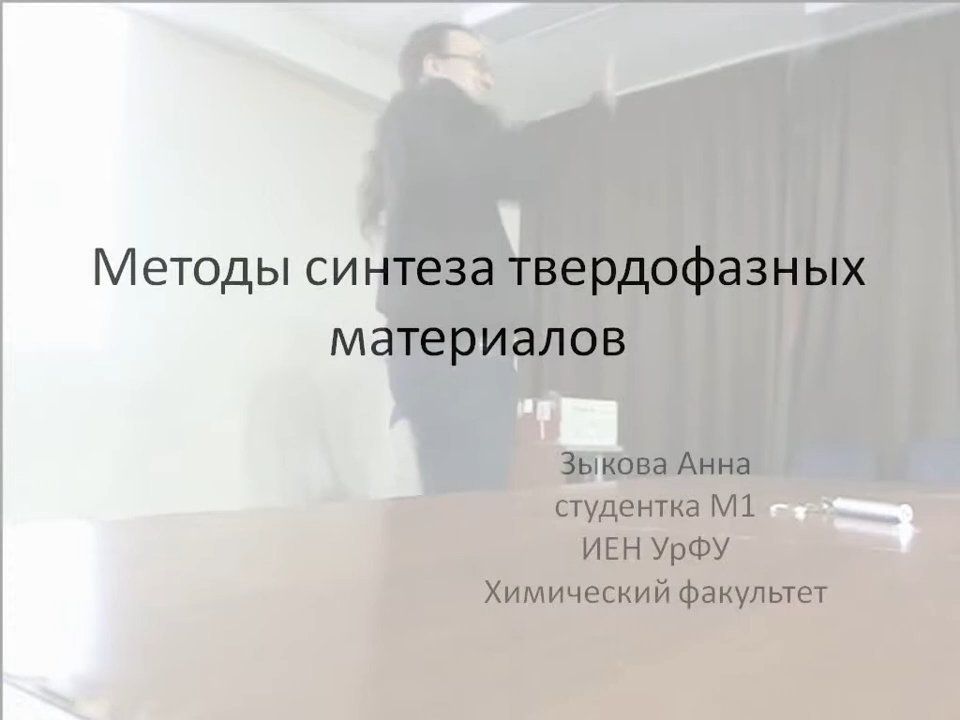 Методы синтеза твердофазных
материалов
Зыкова Анна
студентка М1
ИЕН УрФУ
Химический факультет